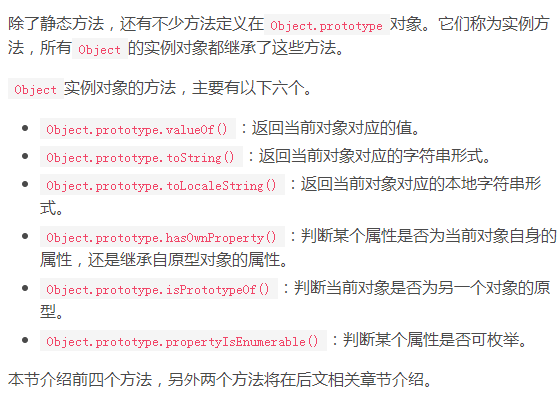 除了静态方法，还有不少方法定义在 Object.prototype 对象。它们称为实例方
法，所有 Object 的实例对象都继承了这些方法。
Object 实例对象的方法，主要有以下六个。
• Object.prototype.valueOf() ：返回当前对象对应的值。
• Object.prototype.toString() ：返回当前对象对应的字符串形式。
• Object.prototype.toLocaleString() ：返回当前对象对应的本地字符串形
式。
• Object.prototype.hasOwnProperty() ：判断某个属性是否为当前对象自身的
属性，还是继承自原型对象的属性。
• Object.prototype.isPrototypeOf() ：判断当前对象是否为另一个对象的原
型。
• Object.prototype.propertyIsEnumerable() ：判断某个属性是否可枚举。
本节介绍前四个方法，另外两个方法将在后文相关章节介绍。